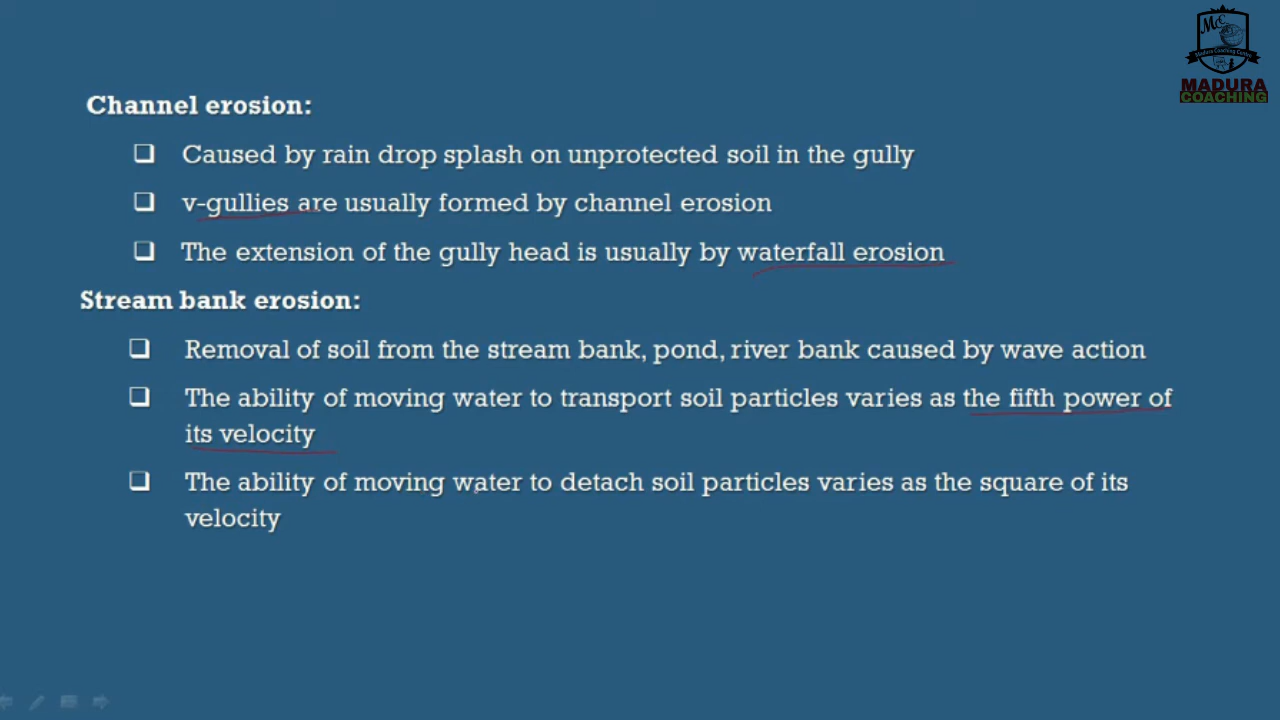 Mcc
Madura Coaching Centre
MADURA
COACHING
Channel erosion:
Caused by rain drop splash on unprotected soil in the gully
v-gullies are usually formed by channel erosion
The extension of the gully head is usually by waterfall erosion
Stream bank erosion:
Removal of soil from the stream bank, pond, river bank caused by wave action
The ability of moving water to transport soil particles varies as the fifth power of
its velocity
The ability of moving water to detach soil particles varies as the square of its
velocity